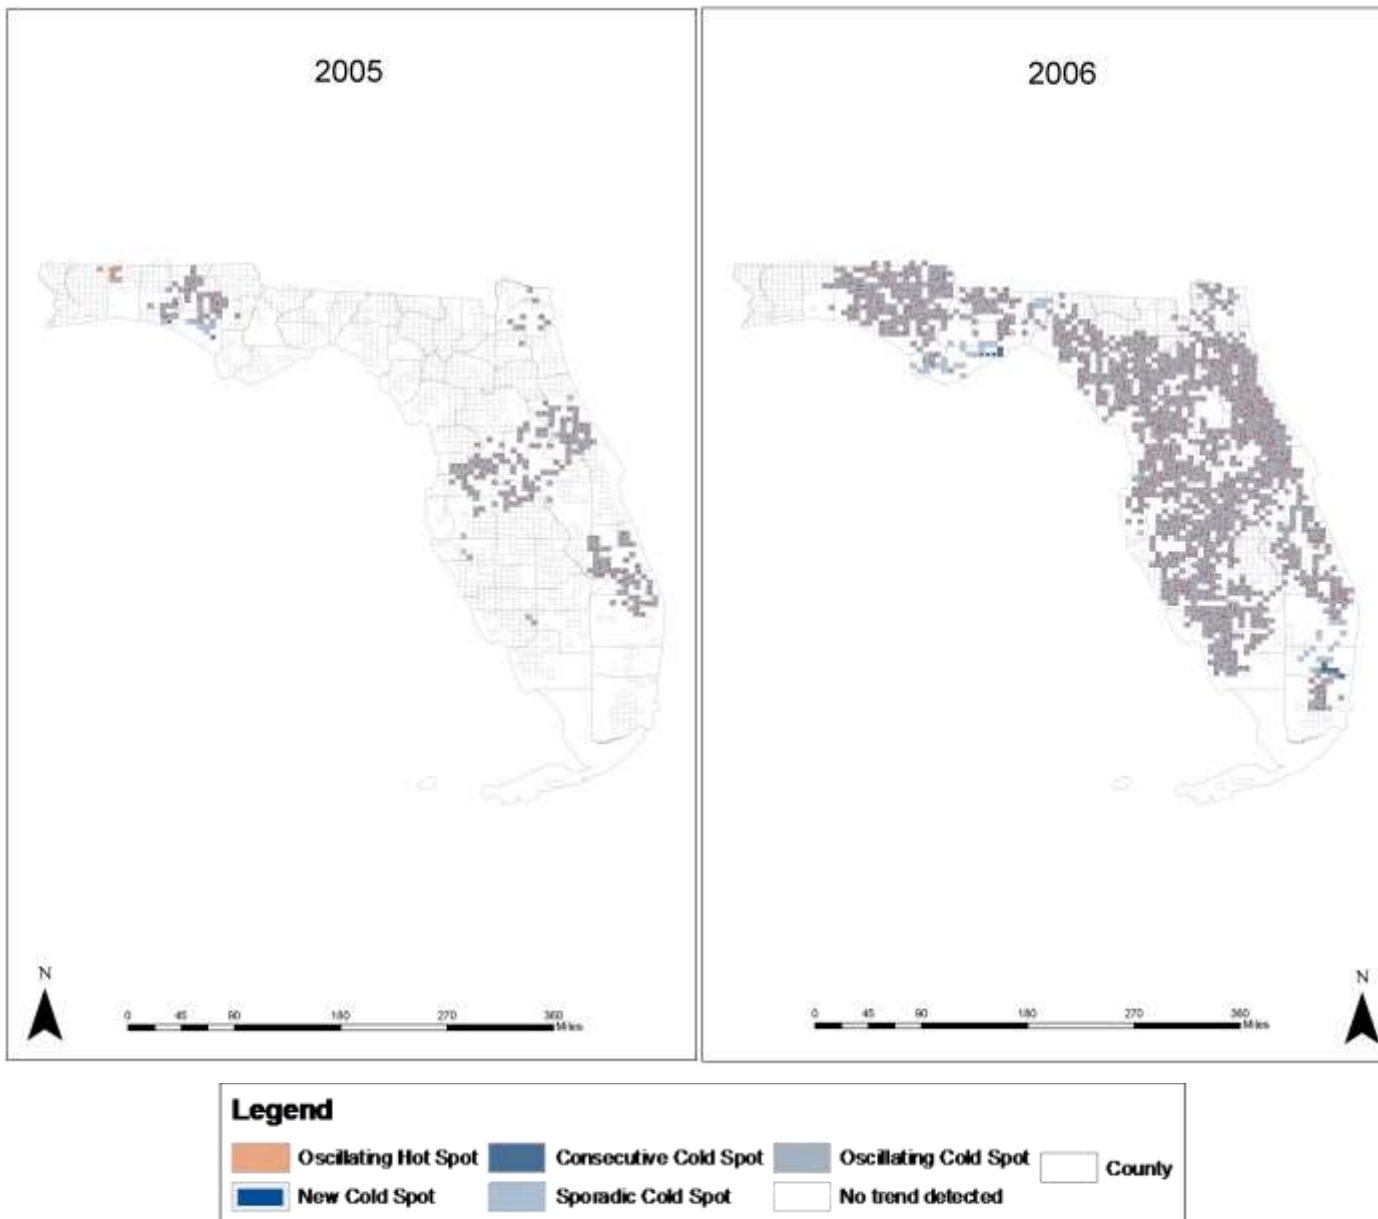 2005
2006
N
0 45 90 180 270 360
Miles
N
0 45 90 180 270 360
Miles
Legend
Oscillating Hot Spot Consecutive Cold Spot Oscillating Cold Spot County
New Cold Spot Sporadic Cold Spot No trend detected